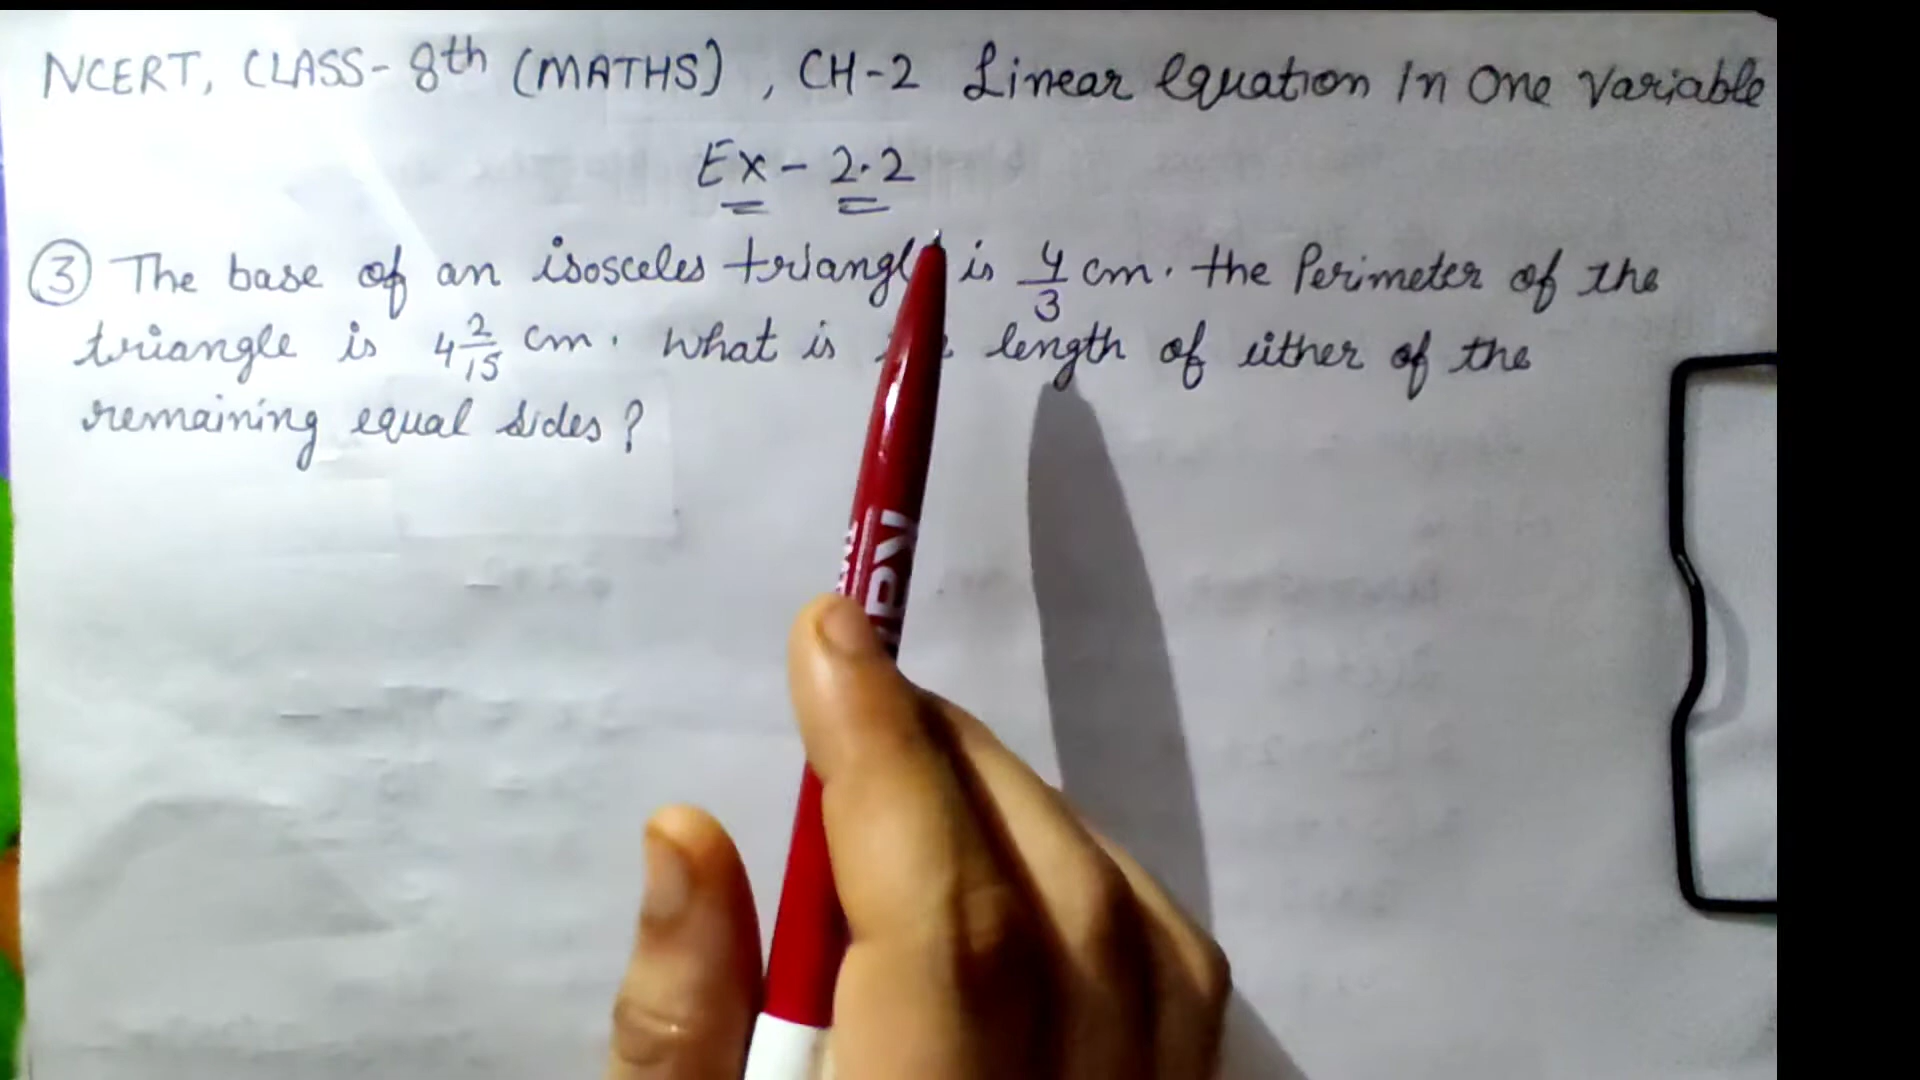 NCERT, CLASS-8th (MATHS), CH-2 Linear Equation In One Variable
Ex-2.2
③ The base of an isosceles triangle is 4/3 cm. the Perimeter of the
triangle is 4 2/15 cm. What is length of either of the
remaining equal sides?